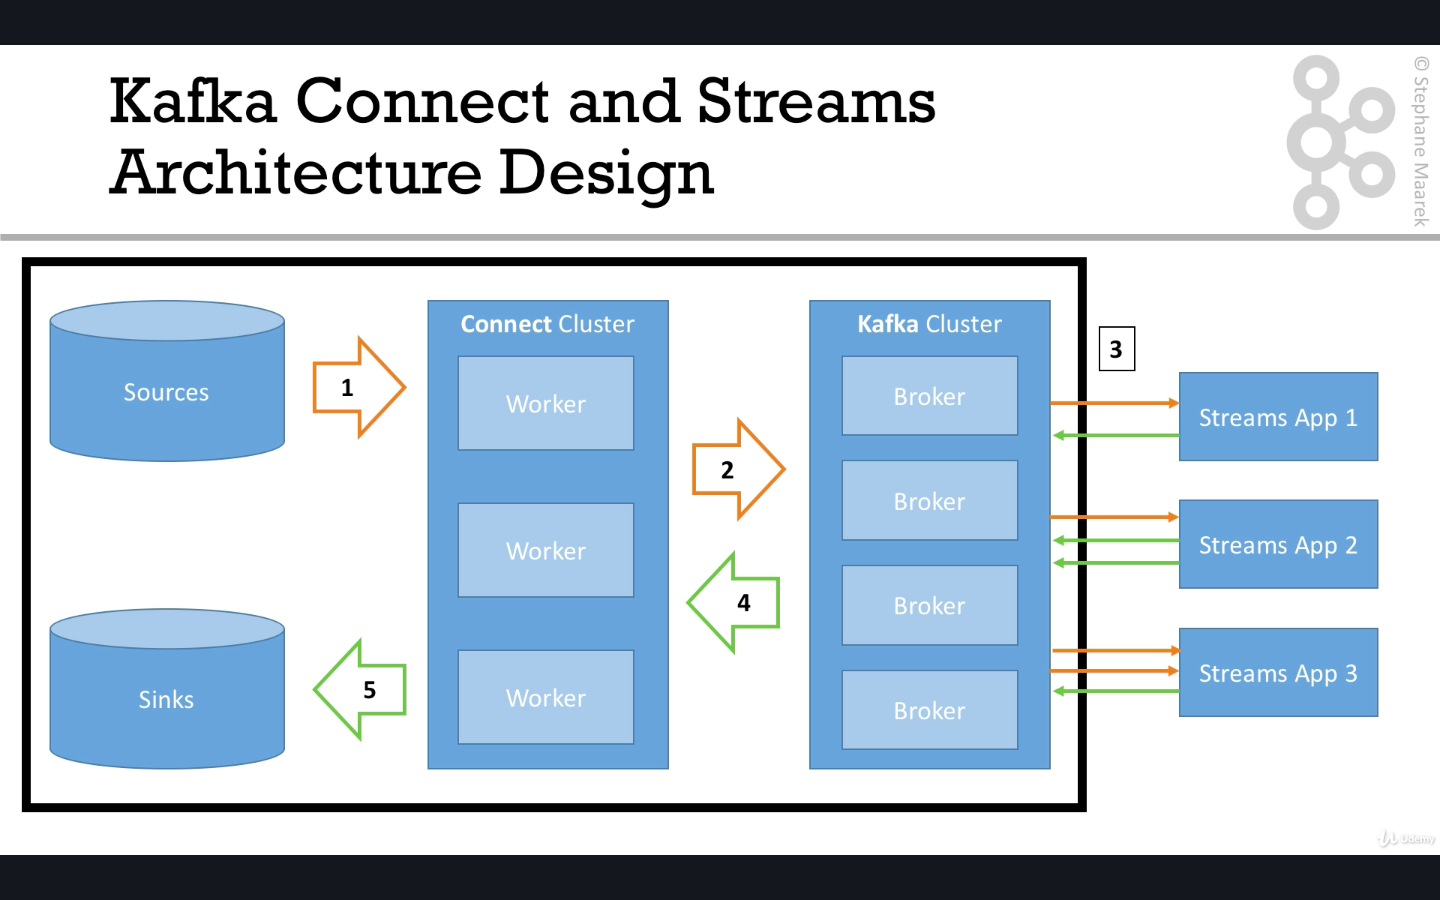 Kafka Connect and Streams
Architecture Design
© Stephane Maarek
Sources
1
Connect Cluster
Worker
Worker
Worker
2
4
5
Sinks
Kafka Cluster
Broker
Broker
Broker
Broker
3
Streams App 1
Streams App 2
Streams App 3
Udemy